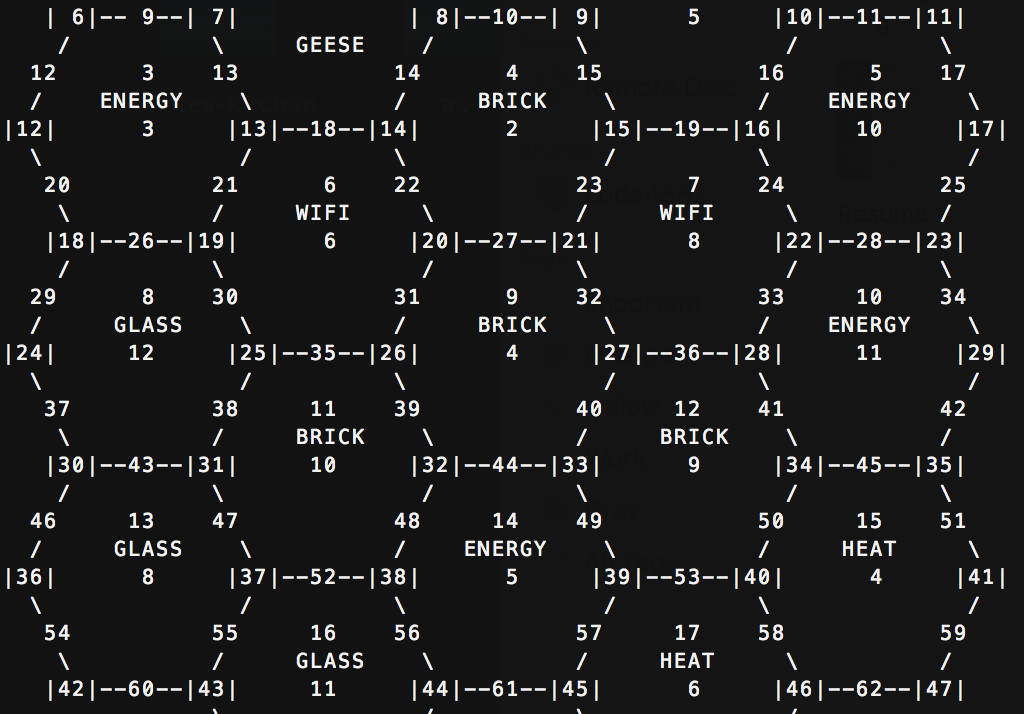 | 6|-- 9--| 7|             | 8|--10--| 9|      5     |10|--11--|11|
    /          \     GEESE    /          \              /          \
  12      3    13           14      4     15           16      5    17
  /    ENERGY    \          /     BRICK     \          /    ENERGY    \
|12|      3      |13|--18--|14|     2      |15|--19--|16|     10      |17|
  \              /          \               /          \              /
   20          21      6     22           23      7     24          25
    \          /     WIFI     \           /     WIFI     \          /
   |18|--26--|19|      6      |20|--27--|21|      8      |22|--28--|23|
    /          \              /           \              /          \
  29      8    30           31      9     32           33     10    34
  /     GLASS    \          /     BRICK     \          /    ENERGY    \
|24|     12      |25|--35--|26|     4      |27|--36--|28|     11      |29|
  \              /          \               /          \              /
   37          38     11     39           40     12     41          42
    \          /     BRICK    \           /     BRICK    \          /
   |30|--43--|31|     10      |32|--44--|33|      9      |34|--45--|35|
    /          \              /           \              /          \
  46     13    47           48     14     49           50     15    51
  /     GLASS    \          /    ENERGY     \          /     HEAT     \
|36|      8      |37|--52--|38|     5      |39|--53--|40|      4      |41|
  \              /          \               /          \              /
   54          55     16     56           57     17     58          59
    \          /     GLASS    \           /     HEAT     \          /
   |42|--60--|43|     11      |44|--61--|45|      6      |46|--62--|47|